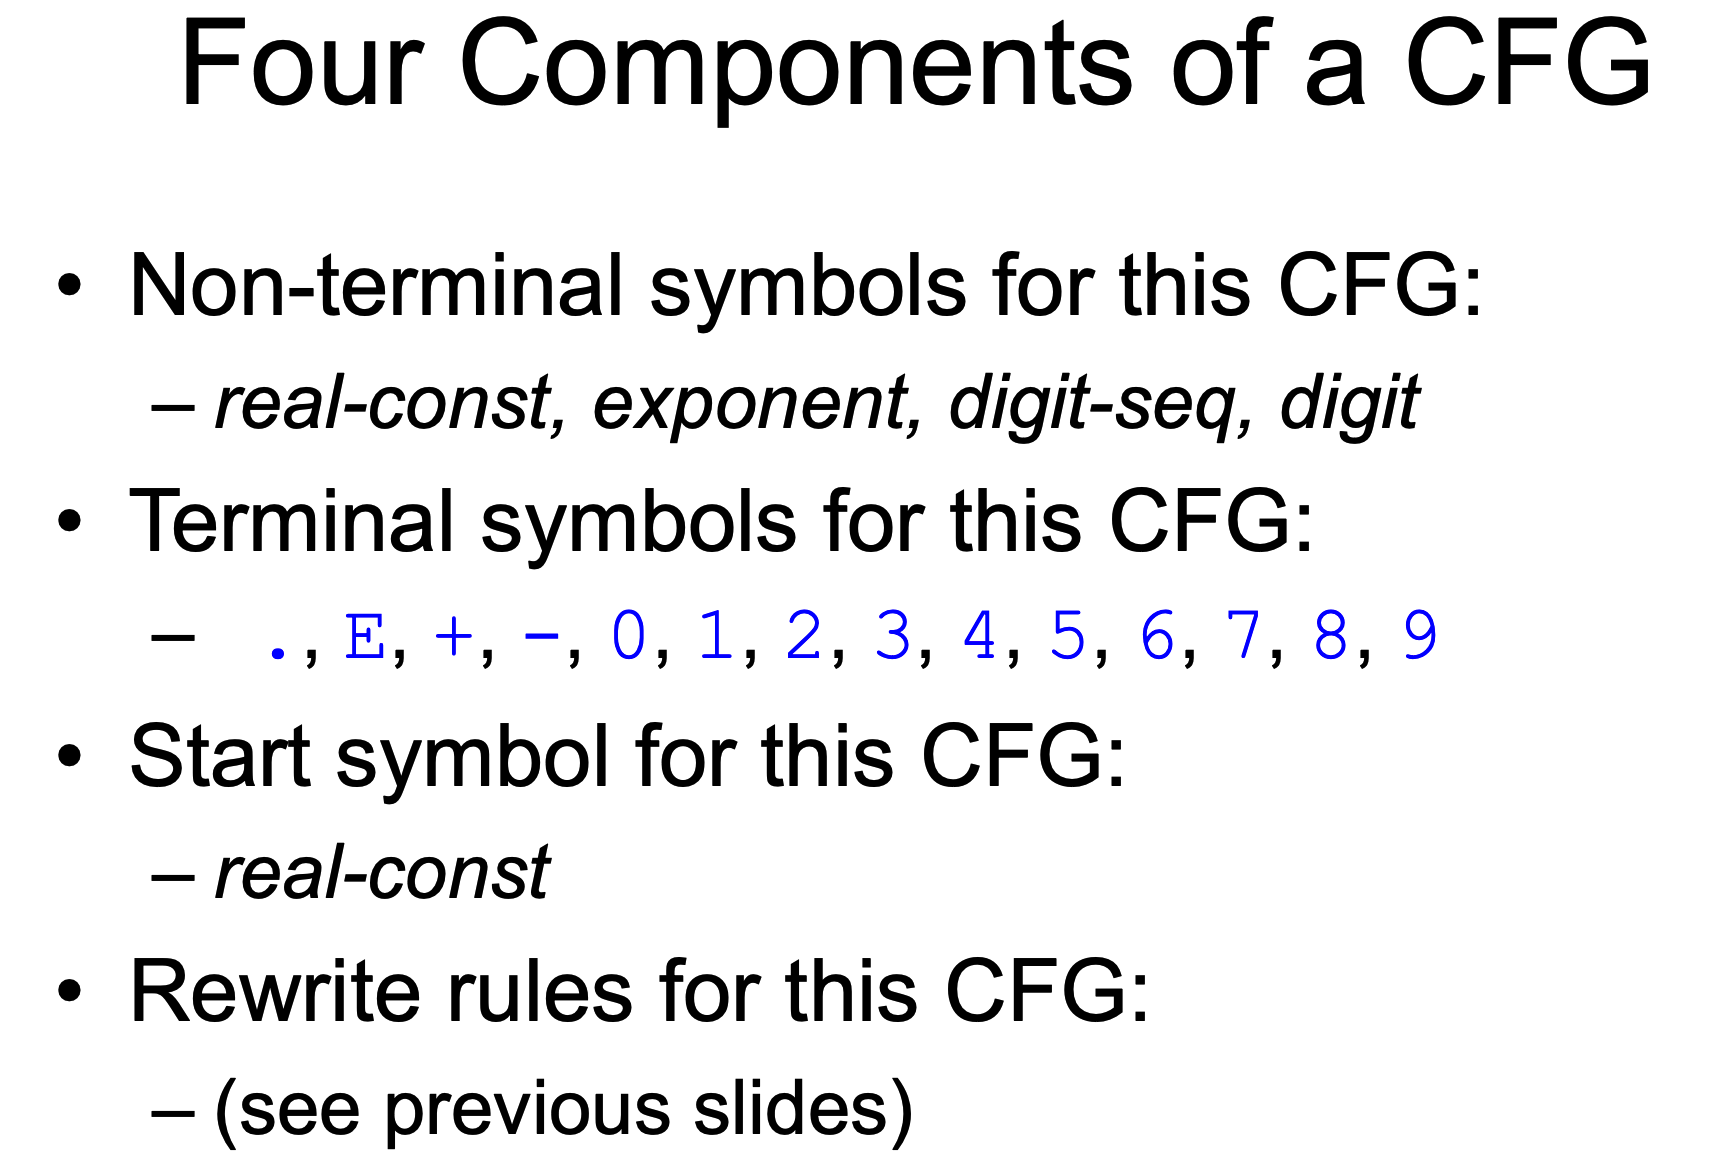 Four Components of a CFG
• Non-terminal symbols for this CFG:
– real-const, exponent, digit-seq, digit
• Terminal symbols for this CFG:
– ., E, +, -, 0, 1, 2, 3, 4, 5, 6, 7, 8, 9
• Start symbol for this CFG:
– real-const
• Rewrite rules for this CFG:
– (see previous slides)